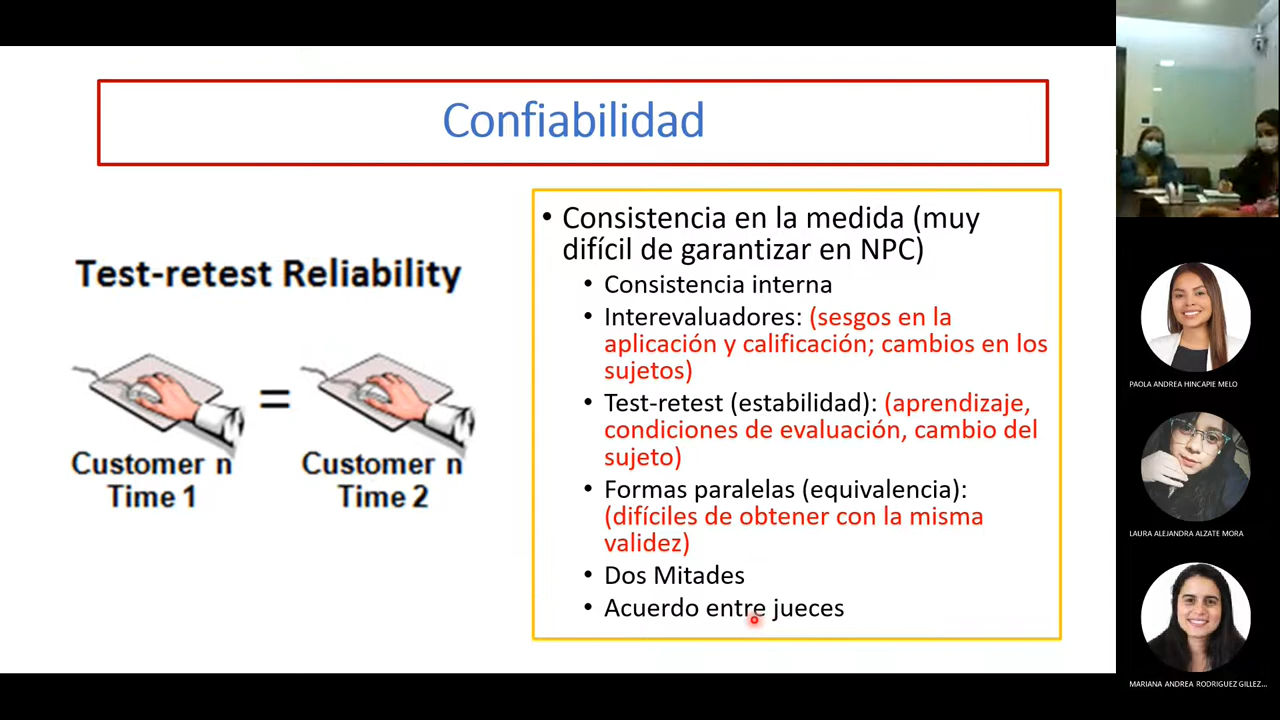 Confiabilidad
Test-retest Reliability
Customer n
Time 1
=
Customer n
Time 2
• Consistencia en la medida (muy
difícil de garantizar en NPC)
• Consistencia interna
• Interevaluadores: (sesgos en la
aplicación y calificación; cambios en los
sujetos)
• Test-retest (estabilidad): (aprendizaje,
condiciones de evaluación, cambio del
sujeto)
• Formas paralelas (equivalencia):
(difíciles de obtener con la misma
validez)
• Dos Mitades
• Acuerdo entre jueces
PAOLA ANDREA HINCAPIE MELO
LAURA ALEJANDRA ALZATE MORA
MARIANA ANDREA RODRIGUEZ GILLEZ...